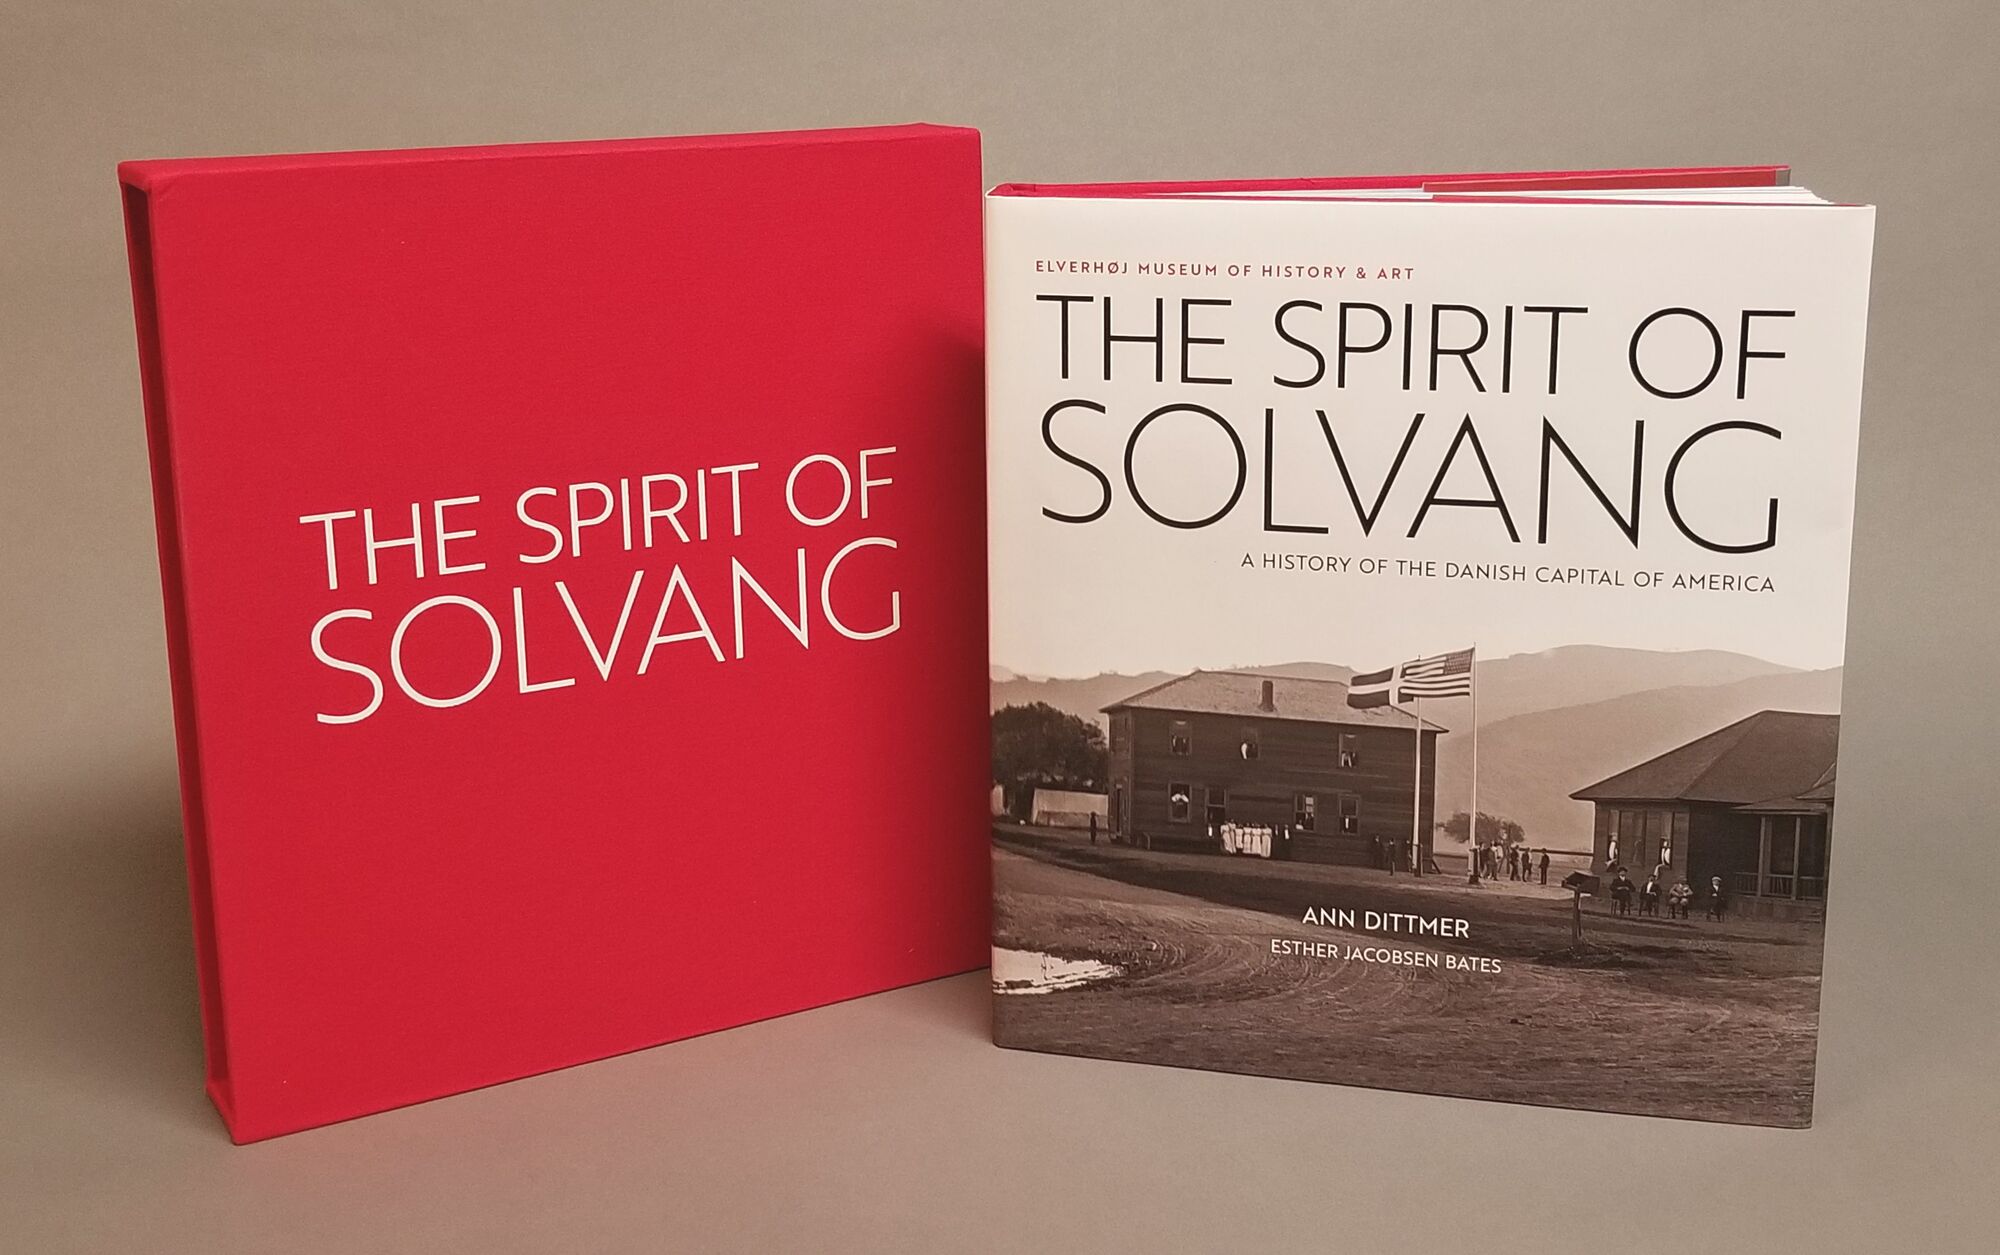 THE SPIRIT OF
SOLVANG
ELVERHØJ MUSEUM OF HISTORY & ART
THE SPIRIT OF
SOLVANG
A HISTORY OF THE DANISH CAPITAL OF AMERICA
ANN DITTMER
ESTHER JACOBSEN BATES